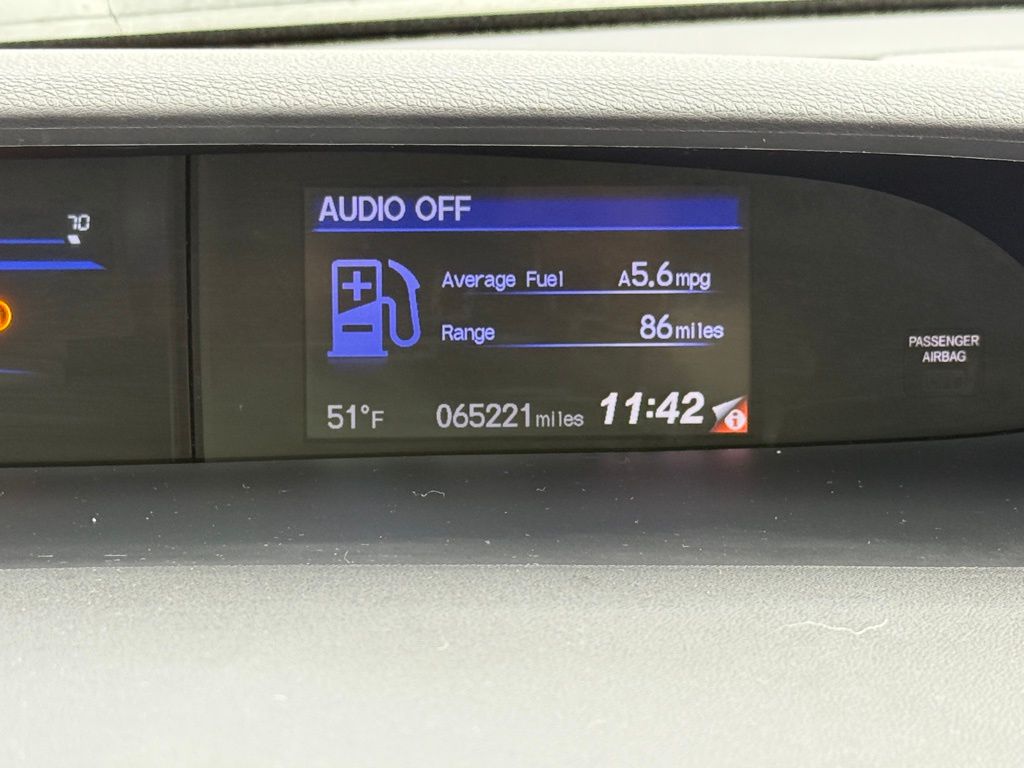 70
AUDIO OFF
Average Fuel A5.6mpg
Range 86miles
PASSENGER
AIRBAG
51°F 065221miles 11:42 i